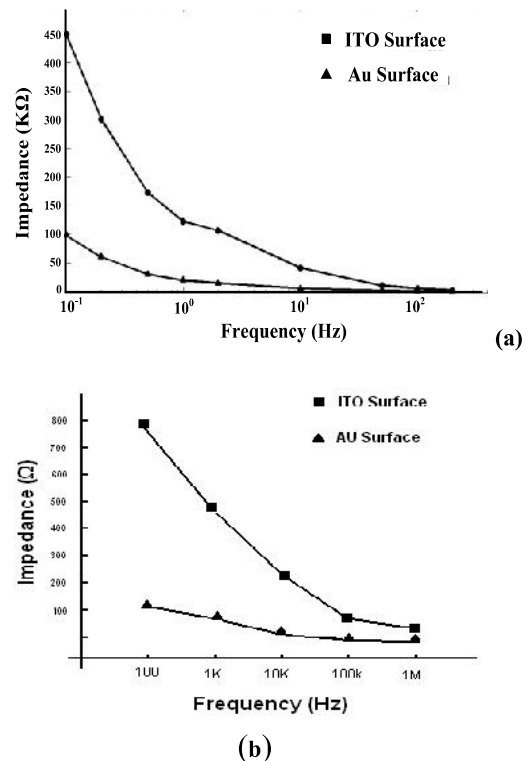 (a)
ITO Surface
Au Surface
Impedance (KΩ)
450
400
350
300
250
200
150
100
50
0
10⁻¹ 10⁰ 10¹ 10²
Frequency (Hz)
(a)
ITO Surface
AU Surface
Impedance (Ω)
800
700
600
500
400
300
200
100
100 1K 10K 100k 1M
Frequency (Hz)
(b)